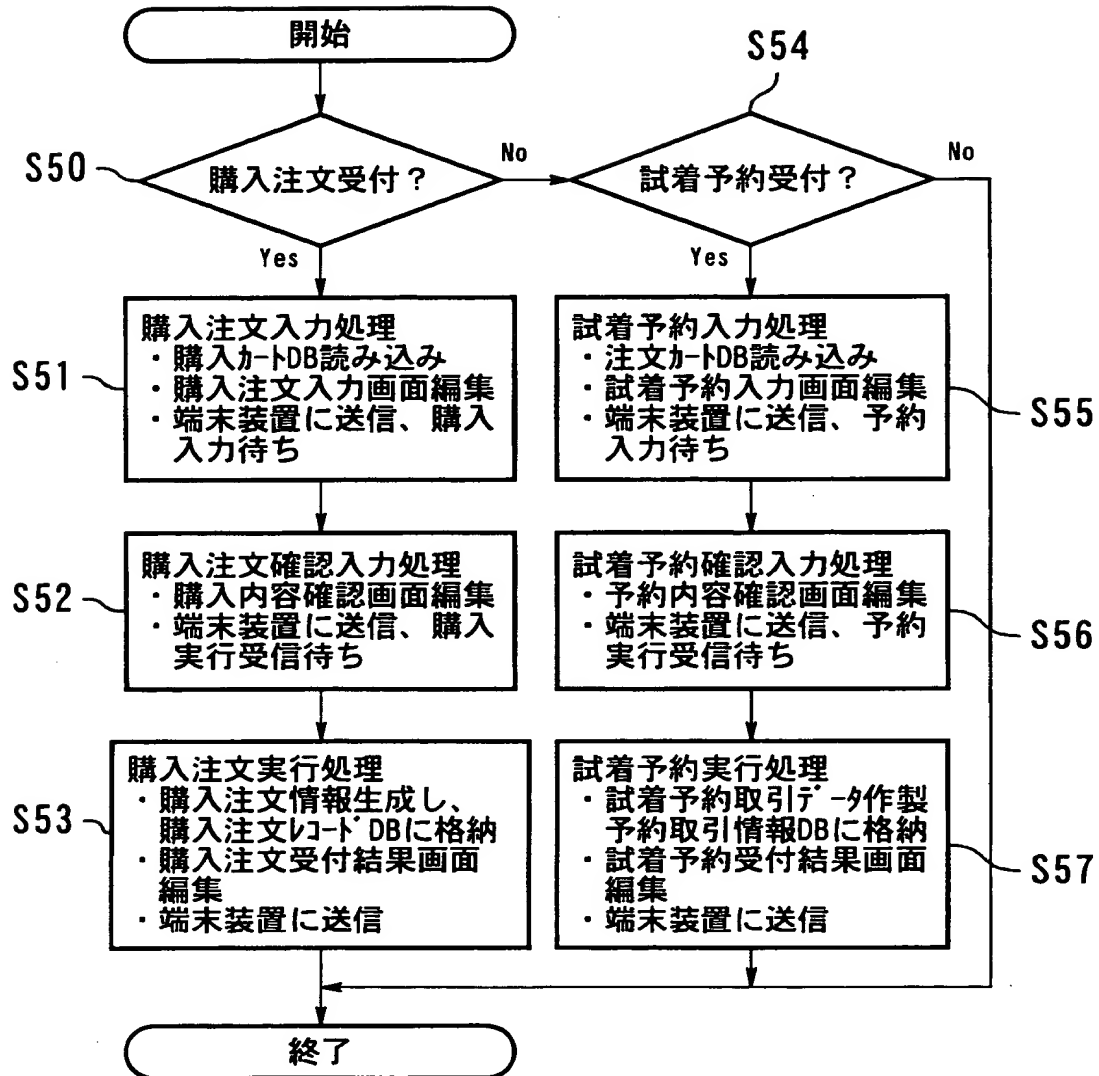 開始
S54
S50
購入注文受付？
No
試着予約受付？
No
Yes
Yes
S51
購入注文入力処理
・購入ｶｰﾄDB読み込み
・購入注文入力画面編集
・端末装置に送信、購入
入力待ち
試着予約入力処理
・注文ｶｰﾄDB読み込み
・試着予約入力画面編集
・端末装置に送信、予約
入力待ち
S55
S52
購入注文確認入力処理
・購入内容確認画面編集
・端末装置に送信、購入
実行受信待ち
試着予約確認入力処理
・予約内容確認画面編集
・端末装置に送信、予約
実行受信待ち
S56
S53
購入注文実行処理
・購入注文情報生成し、
購入注文ﾚｺｰﾄﾞDBに格納
・購入注文受付結果画面
編集
・端末装置に送信
試着予約実行処理
・試着予約取引ﾃﾞｰﾀ作製
予約取引情報DBに格納
・試着予約受付結果画面
編集
・端末装置に送信
S57
終了